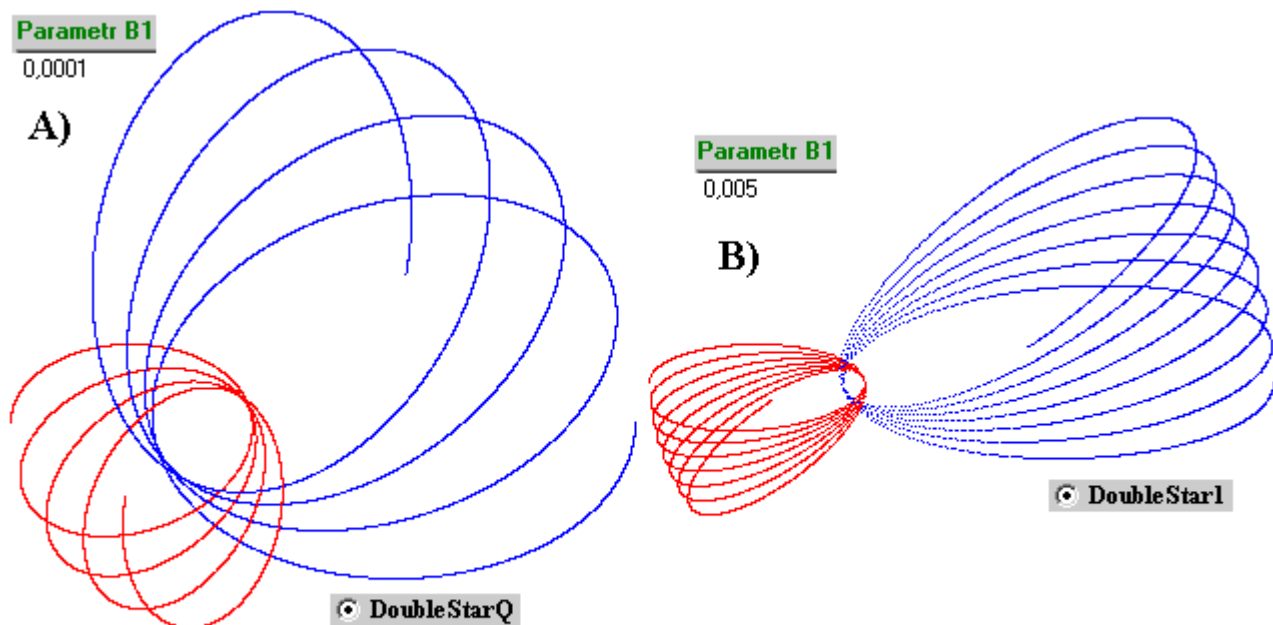 Parametr B1
0,0001
A)
DoubleStarQ
Parametr B1
0,005
B)
DoubleStar1